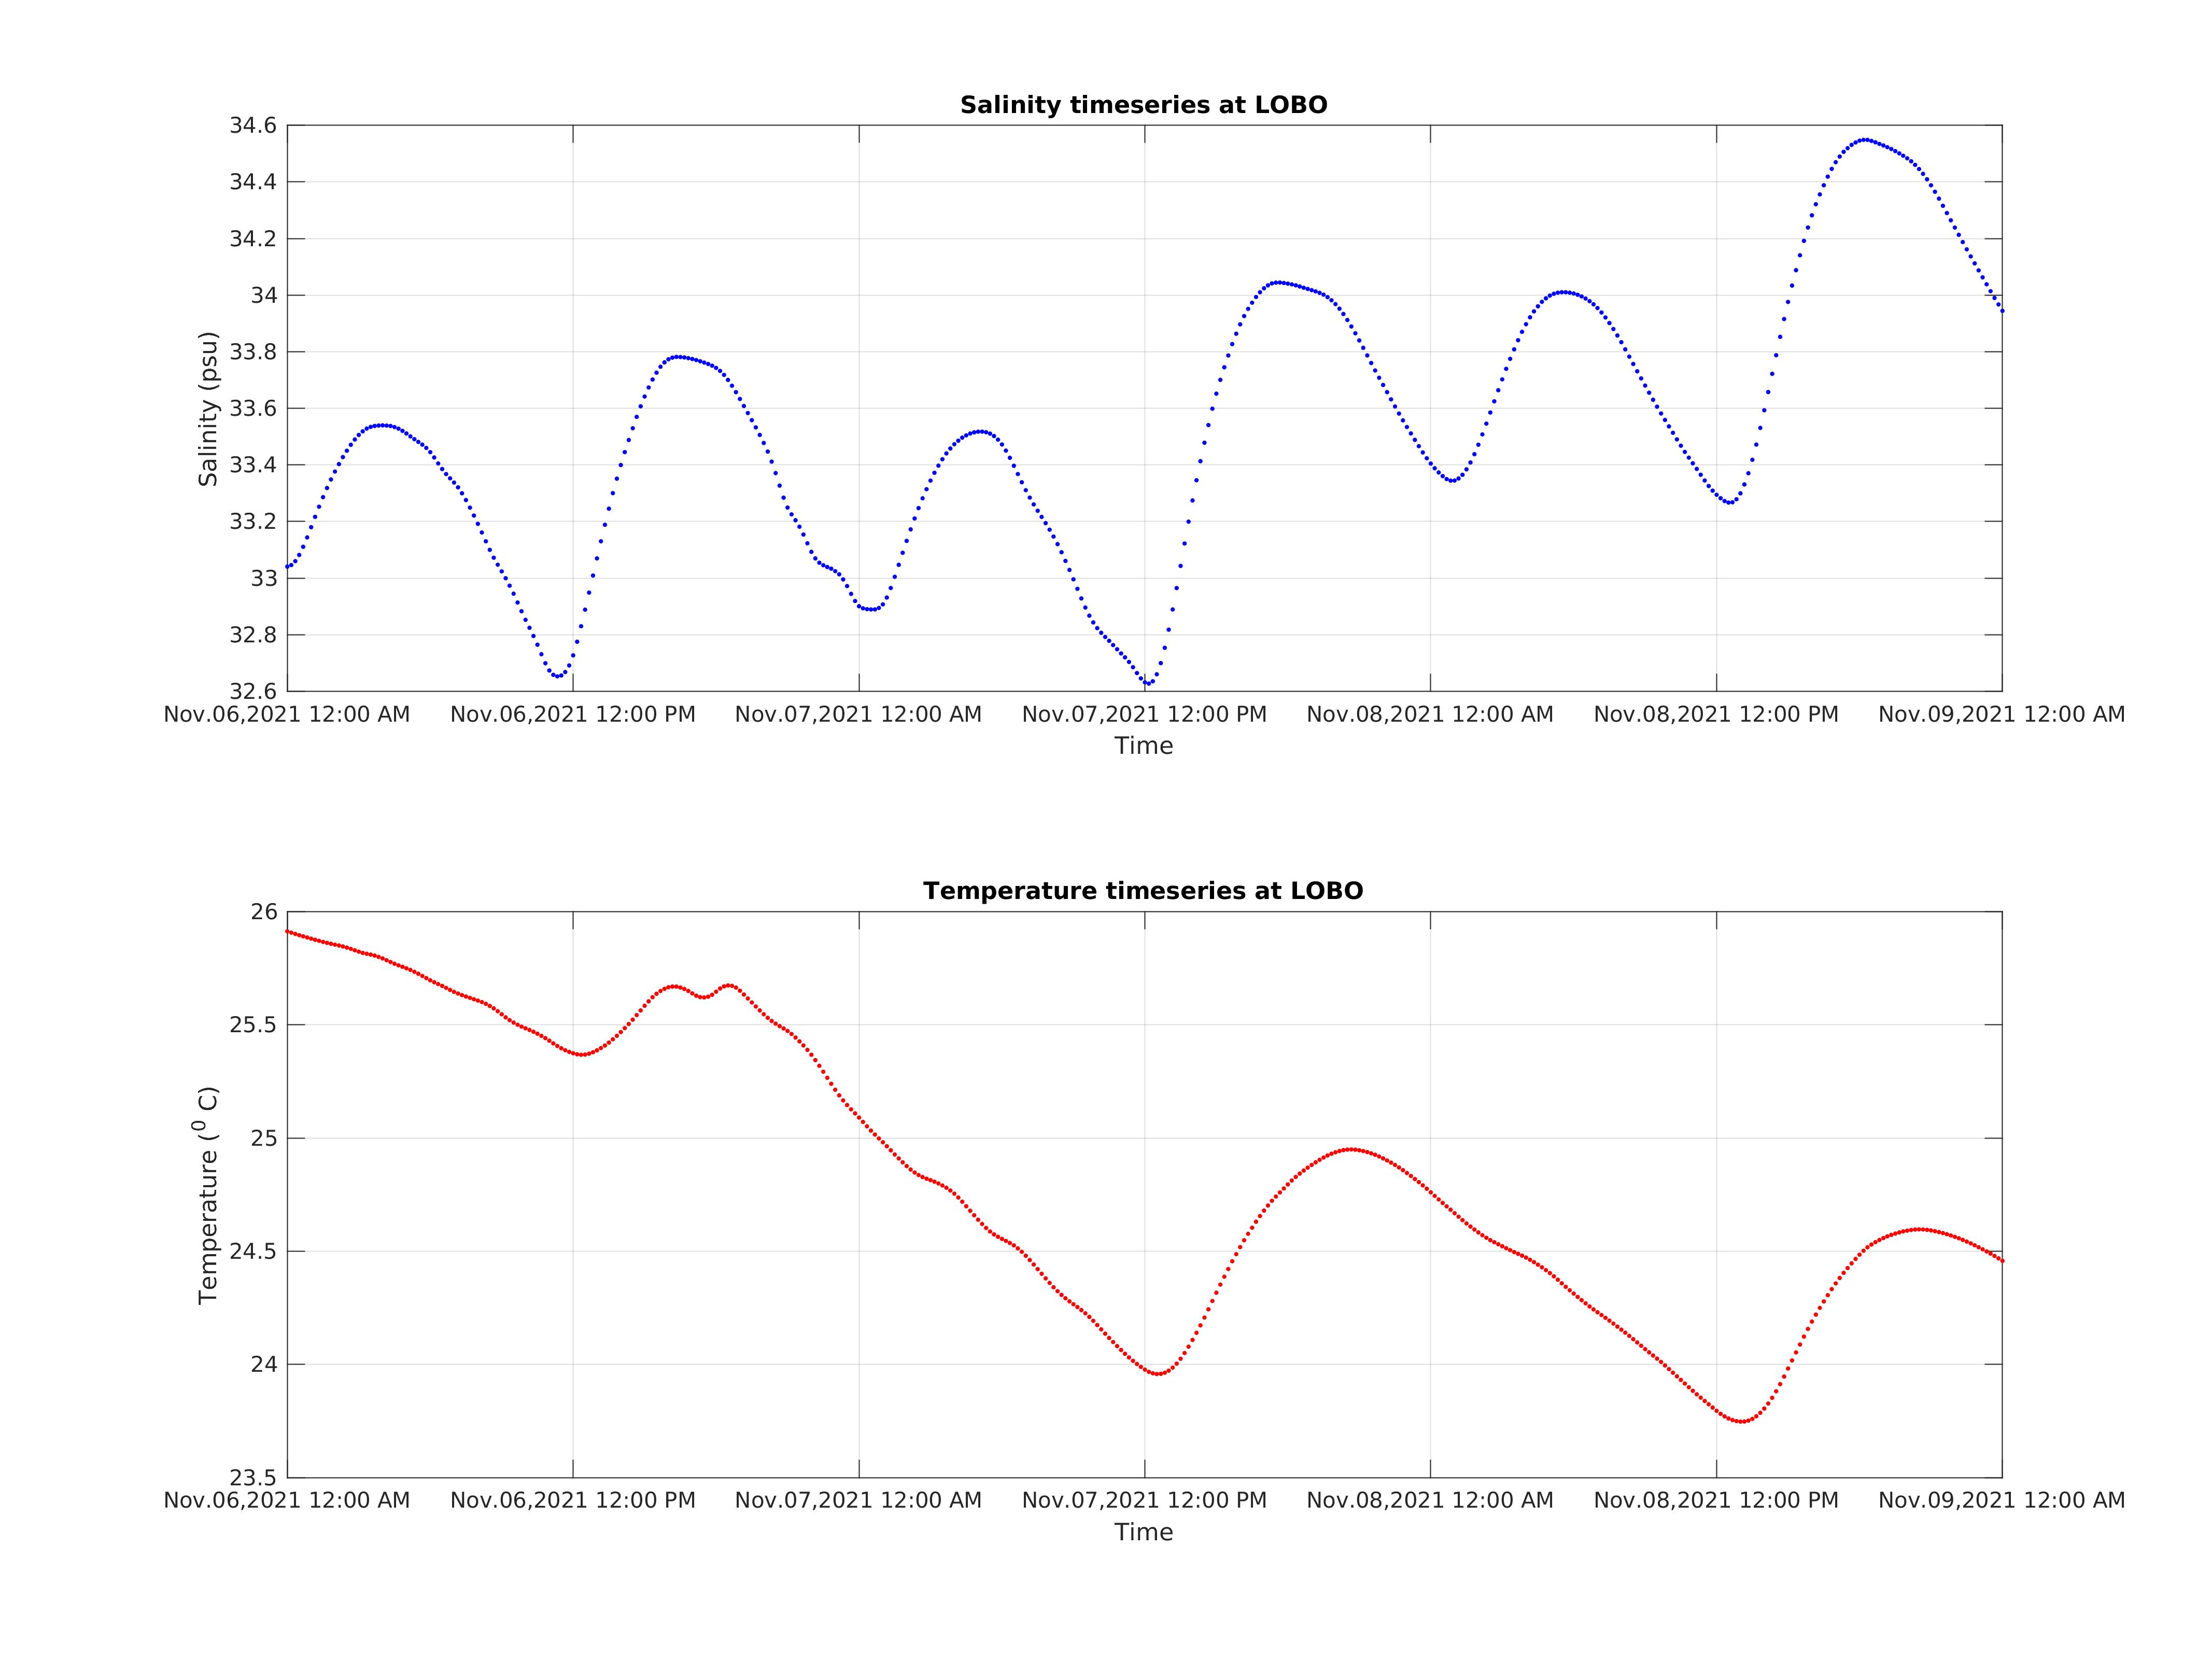 Salinity timeseries at LOBO
34.6
34.4
34.2
34
33.8
33.6
33.4
33.2
33
32.8
32.6
Salinity (psu)
Nov.06,2021 12:00 AM Nov.06,2021 12:00 PM Nov.07,2021 12:00 AM Nov.07,2021 12:00 PM Nov.08,2021 12:00 AM Nov.08,2021 12:00 PM Nov.09,2021 12:00 AM
Time
Temperature timeseries at LOBO
26
25.5
25
24.5
24
23.5
Temperature (⁰ C)
Nov.06,2021 12:00 AM Nov.06,2021 12:00 PM Nov.07,2021 12:00 AM Nov.07,2021 12:00 PM Nov.08,2021 12:00 AM Nov.08,2021 12:00 PM Nov.09,2021 12:00 AM
Time